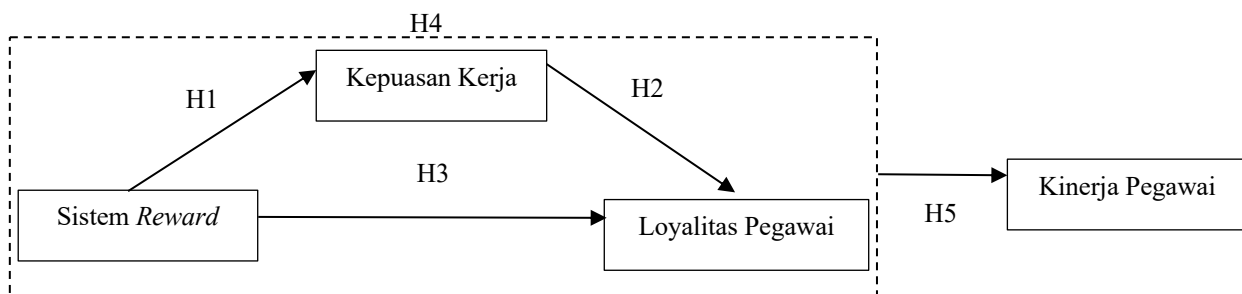 H4
Kepuasan Kerja
H1
H2
H3
Sistem Reward
Loyalitas Pegawai
Kinerja Pegawai
H5